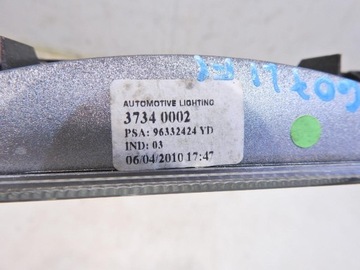 AUTOMOTIVE LIGHTING
3734 0002
PSA: 96332424 YD
IND: 03
06/04/2010 17:47